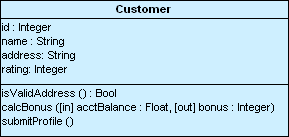 Customer
id : Integer
name : String
address: String
rating: Integer
isValidAddress () : Bool
calcBonus ([in] acctBalance : Float, [out] bonus : Integer)
submitProfile ()